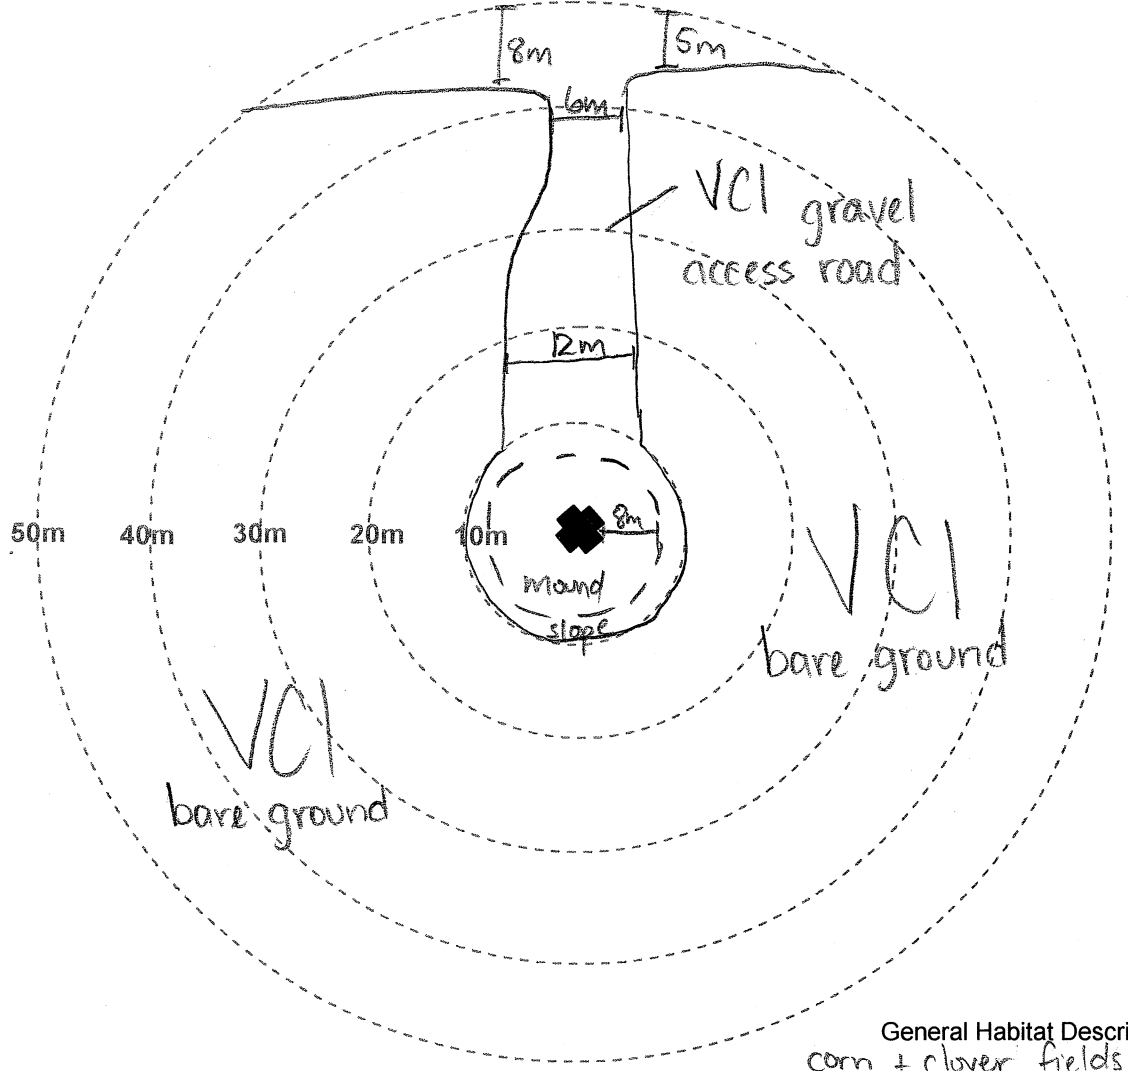 8m
5m
6m
VCI gravel
access road
12m
50m 40m 30m 20m 10m
8m
mound
slope
VCI
bare ground
VCI
bare ground
General Habitat Descri
corn + clover fields